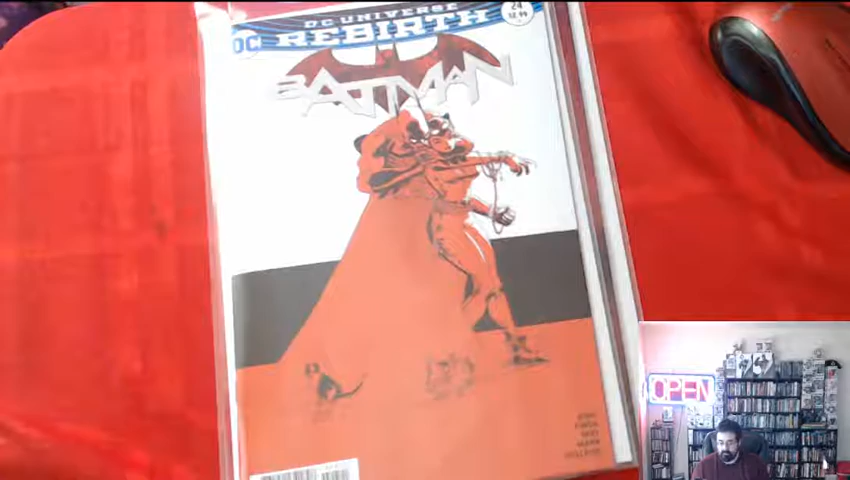 DC UNIVERSE
DC REBIRTH
24
$2.99
BATMAN
OPEN